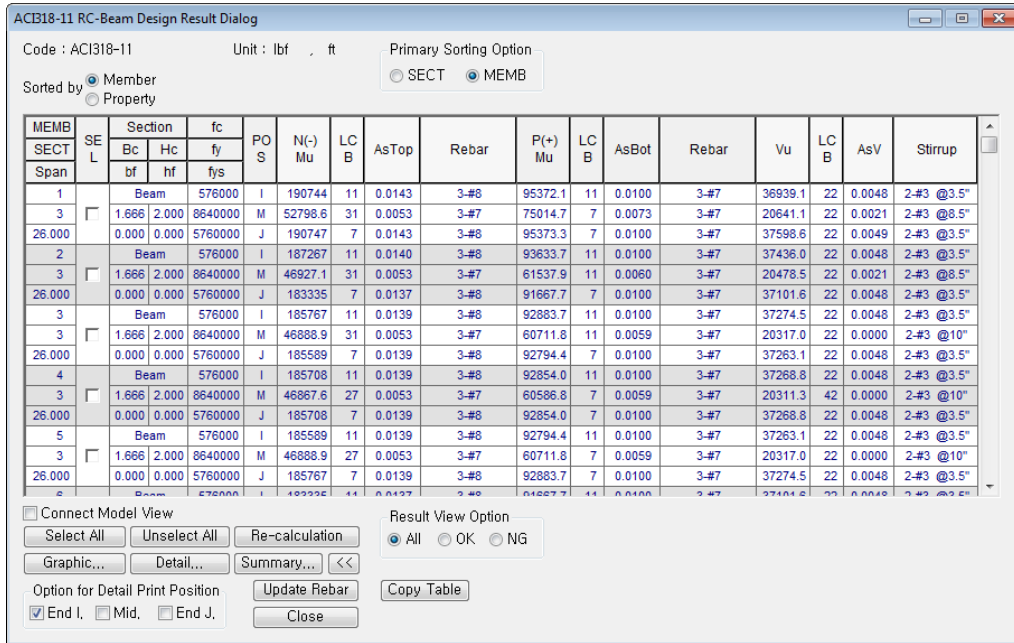 ACI318-11 RC-Beam Design Result Dialog
Code : ACI318-11 Unit : lbf , ft Primary Sorting Option
Sorted by Member SECT MEMB
Property
MEMB SEL Section fc POS N(-) Mu LCB AsTop Rebar P(+) Mu LCB AsBot Rebar Vu LCB AsV Stirrup
SECT Bc Hc fy
Span bf hf fys
1 Beam 576000 I 190744 11 0.0143 3-#8 95372.1 11 0.0100 3-#7 36939.1 22 0.0048 2-#3 @3.5"
3 1.666 2.000 8640000 M 52798.6 31 0.0053 3-#7 75014.7 7 0.0073 3-#7 20641.1 22 0.0021 2-#3 @8.5"
26.000 0.000 0.000 5760000 J 190747 7 0.0143 3-#8 95373.3 7 0.0100 3-#7 37598.6 22 0.0049 2-#3 @3.5"
2 Beam 576000 I 187267 11 0.0140 3-#8 93633.7 11 0.0100 3-#7 37436.0 22 0.0048 2-#3 @3.5"
3 1.666 2.000 8640000 M 46927.1 31 0.0053 3-#7 61537.9 11 0.0060 3-#7 20478.5 22 0.0021 2-#3 @8.5"
26.000 0.000 0.000 5760000 J 183335 7 0.0137 3-#8 91667.7 7 0.0100 3-#7 37101.6 22 0.0048 2-#3 @3.5"
3 Beam 576000 I 185767 11 0.0139 3-#8 92883.7 11 0.0100 3-#7 37274.5 22 0.0048 2-#3 @3.5"
3 1.666 2.000 8640000 M 46888.9 31 0.0053 3-#7 60711.8 11 0.0059 3-#7 20317.0 22 0.0000 2-#3 @10"
26.000 0.000 0.000 5760000 J 185589 7 0.0139 3-#8 92794.4 7 0.0100 3-#7 37263.1 22 0.0048 2-#3 @3.5"
4 Beam 576000 I 185708 11 0.0139 3-#8 92854.0 11 0.0100 3-#7 37268.8 22 0.0048 2-#3 @3.5"
3 1.666 2.000 8640000 M 46867.6 27 0.0053 3-#7 60586.8 7 0.0059 3-#7 20311.3 42 0.0000 2-#3 @10"
26.000 0.000 0.000 5760000 J 185708 7 0.0139 3-#8 92854.0 7 0.0100 3-#7 37268.8 22 0.0048 2-#3 @3.5"
5 Beam 576000 I 185589 11 0.0139 3-#8 92794.4 11 0.0100 3-#7 37263.1 22 0.0048 2-#3 @3.5"
3 1.666 2.000 8640000 M 46888.9 27 0.0053 3-#7 60711.8 7 0.0059 3-#7 20317.0 22 0.0000 2-#3 @10"
26.000 0.000 0.000 5760000 J 185767 7 0.0139 3-#8 92883.7 7 0.0100 3-#7 37274.5 22 0.0048 2-#3 @3.5"
6 Beam 576000 I 183335 11 0.0137 3-#8 91667.7 11 0.0100 3-#7 37101.6 22 0.0048 2-#3 @3.5"
Connect Model View Result View Option
Select All Unselect All Re-calculation All OK NG
Graphic... Detail... Summary... <<
Option for Detail Print Position Update Rebar Copy Table
End I. Mid. End J. Close